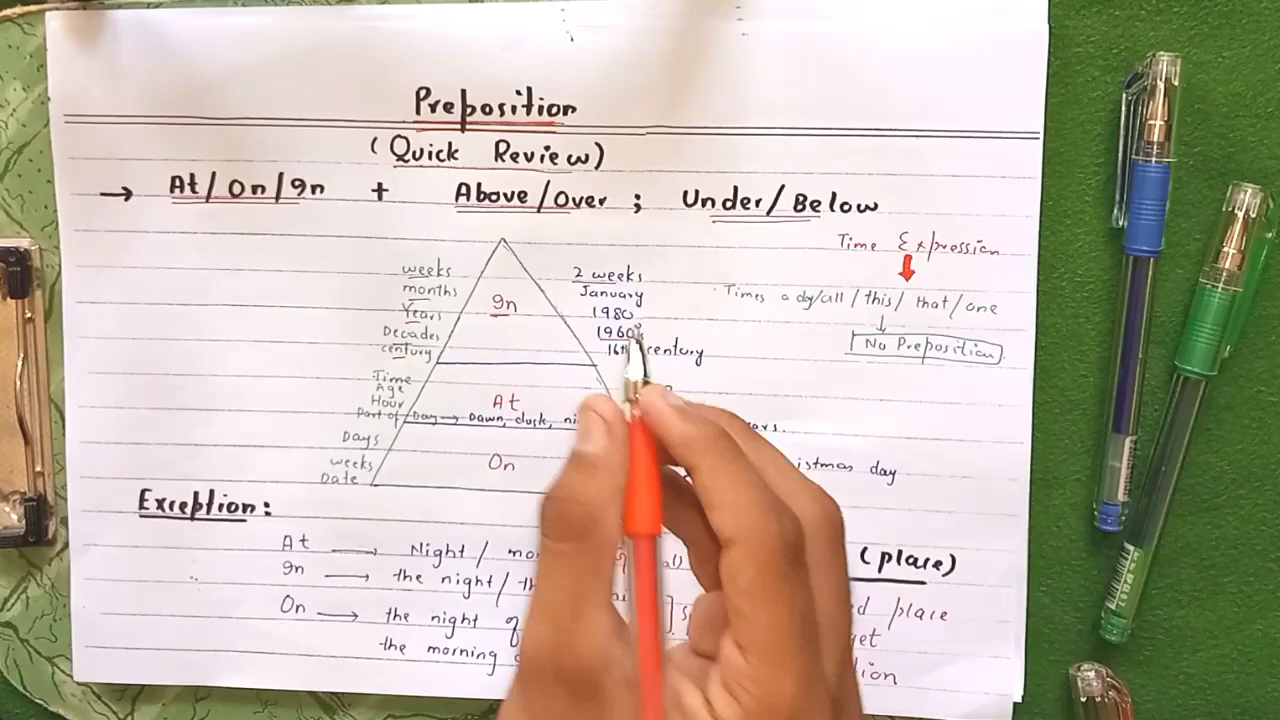 Preposition
(Quick Review)
→ At/On/In + Above/Over ; Under/Below
Time Expression
Times a day/all/this/ that/one
No Preposition
weeks
months
Years
Decades
century
In
2 weeks
January
1980
1960
16th century
Time
Age
Hour
Part of Day → Dawn, dusk,
At
Days
weeks
Date
On
istmas day
Exception:
At → Night/
In → the night/
On → the night of
the morning
(place)
place